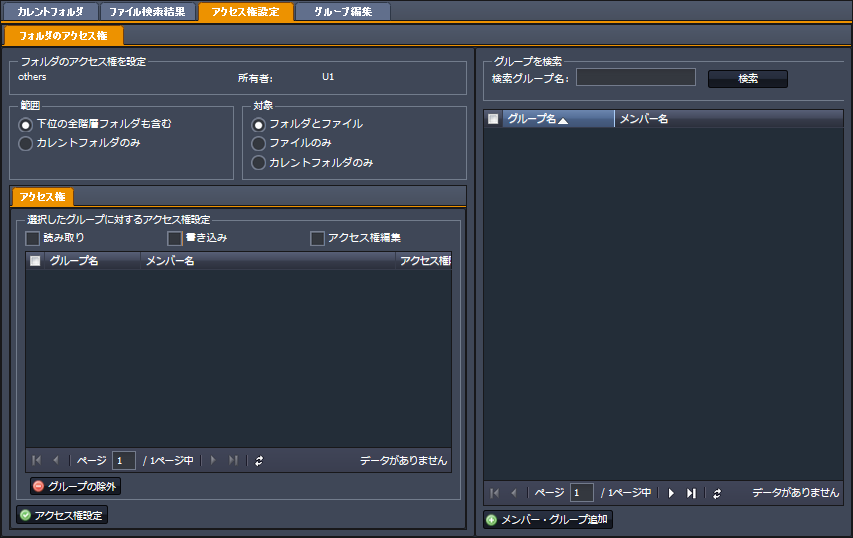 カレントフォルダ ファイル検索結果 アクセス権設定 グループ編集
フォルダのアクセス権
フォルダのアクセス権を設定
others 所有者: U1
範囲
下位の全階層フォルダも含む
カレントフォルダのみ
対象
フォルダとファイル
ファイルのみ
カレントフォルダのみ
アクセス権
選択したグループに対するアクセス権設定
読み取り 書き込み アクセス権編集
グループ名 メンバー名 アクセス権
ページ 1 / 1ページ中 データがありません
グループの除外
アクセス権設定
グループを検索
検索グループ名: 検索
グループ名 メンバー名
ページ 1 / 1ページ中 データがありません
メンバー・グループ追加